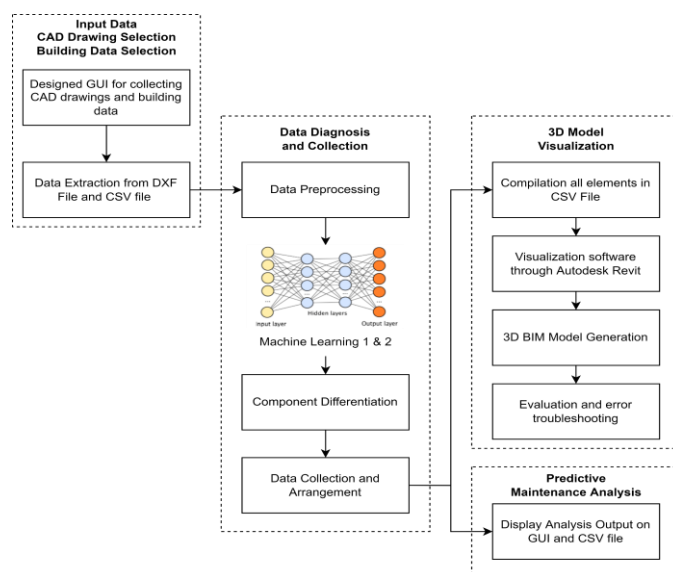 Input Data
CAD Drawing Selection
Building Data Selection
Designed GUI for collecting
CAD drawings and building
data
Data Extraction from DXF
File and CSV file
Data Diagnosis
and Collection
Data Preprocessing
Input layer
Hidden layers
Output layer
Machine Learning 1 & 2
Component Differentiation
Data Collection and
Arrangement
3D Model
Visualization
Compilation all elements in
CSV File
Visualization software
through Autodesk Revit
3D BIM Model Generation
Evaluation and error
troubleshooting
Predictive
Maintenance Analysis
Display Analysis Output on
GUI and CSV file